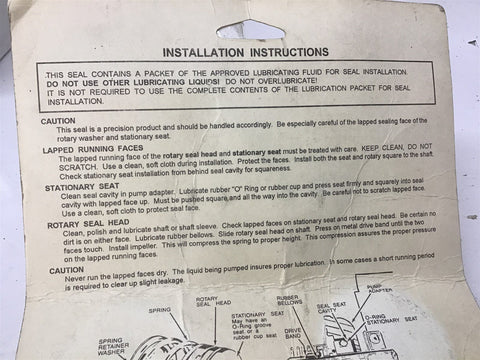 INSTALLATION INSTRUCTIONS
THIS SEAL CONTAINS A PACKET OF THE APPROVED LUBRICATING FLUID FOR SEAL INSTALLATION.
DO NOT USE OTHER LUBRICATING LIQUIDS! DO NOT OVERLUBRICATE!
IT IS NOT REQUIRED TO USE THE COMPLETE CONTENTS OF THE LUBRICATION PACKET FOR SEAL
INSTALLATION.
CAUTION
This seal is a precision product and should be handled accordingly. Be especially careful of the lapped sealing face of the
rotary washer and stationary seat.
LAPPED RUNNING FACES
The lapped running face of the rotary seal head and stationary seat must be treated with care. KEEP CLEAN, DO NOT
SCRATCH. Use a clean, soft cloth during installation. Protect the faces. Install both the seat and rotary square to the shaft.
Check stationary seat installation from behind seal cavity for squareness.
STATIONARY SEAT
Clean seal cavity in pump adapter. Lubricate rubber "O" Ring or rubber cup and press seat firmly and squarely into seal
cavity with lapped face up. Must be pushed square,and all the way into the cavity. Be careful not to scratch lapped face.
Use a clean, soft cloth to protect seal face.
ROTARY SEAL HEAD
Clean, polish and lubricate shaft or shaft sleeve. Check lapped faces on stationary seat and rotary seal head. Be certain no
dirt is on either face. Lubricate rubber bellows. Slide rotary seal head on shaft. Press on metal drive band until the two
faces touch. Install impeller. This will compress the spring to proper height. This compression assures the proper pressure
on the lapped running faces.
CAUTION
Never run the lapped faces dry. The liquid being pumped insures proper lubrication. In some cases a short running period
is required to clear up slight leakage.
SPRING
ROTARY
SEAL HEAD
SPRING
RETAINER
WASHER
STATIONARY SEAT
May have an
O-Ring groove
seat or a
rubber cup seat
RUBBER
BELLOWS
DRIVE
BAND
SEAL SEAT
CAVITY
PUMP
ADAPTER
O-RING
STATIONARY SEAT